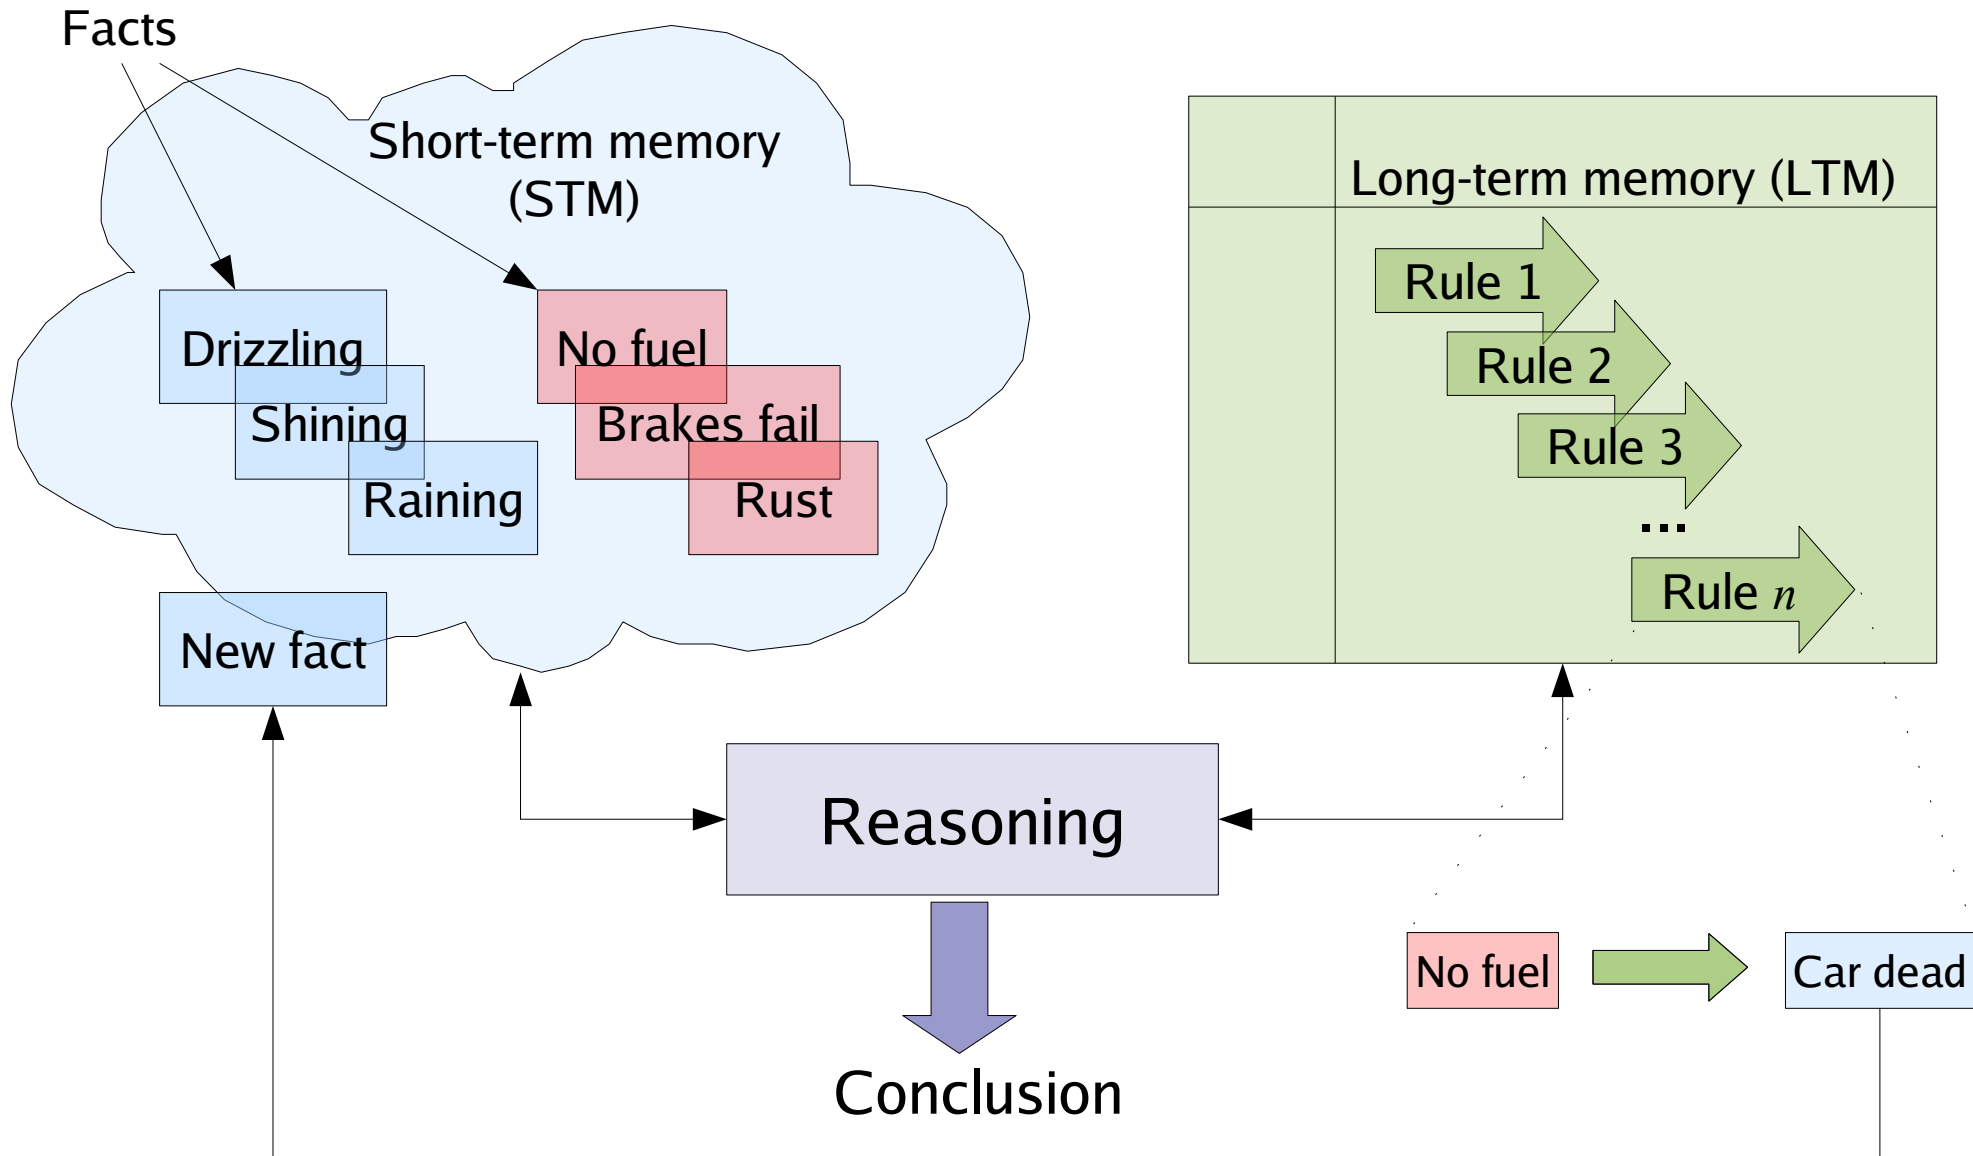 Facts
Short-term memory
(STM)
Drizzling
Shining
Raining
No fuel
Brakes fail
Rust
New fact
Long-term memory (LTM)
Rule 1
Rule 2
Rule 3
...
Rule n
Reasoning
No fuel
Car dead
Conclusion